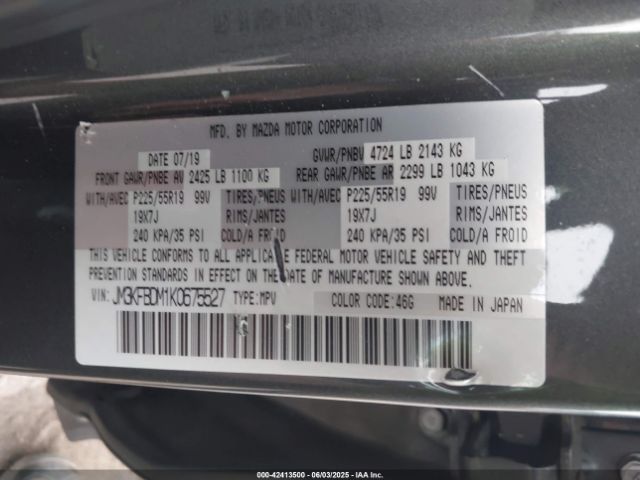 MFD. BY MAZDA MOTOR CORPORATION
DATE 07/19 GVWR/PNBV 4724 LB 2143 KG
FRONT GAWR/PNBE AV 2425 LB 1100 KG REAR GAWR/PNBE AR 2299 LB 1043 KG
WITH/AVEC P225/55R19 99V TIRES/PNEUS WITH/AVEC P225/55R19 99V TIRES/PNEUS
19X7J RIMS/JANTES 19X7J RIMS/JANTES
240 KPA/35 PSI COLD/A FROID 240 KPA/35 PSI COLD/A FROID
THIS VEHICLE CONFORMS TO ALL APPLICABLE FEDERAL MOTOR VEHICLE SAFETY AND THEFT
PREVENTION STANDARDS IN EFFECT ON THE DATE OF MANUFACTURE SHOWN ABOVE.
VIN: JM3KFBDM1K0675527 TYPE: MPV COLOR CODE: 46G MADE IN JAPAN
000-42413500 - 06/03/2025 - IAA Inc.